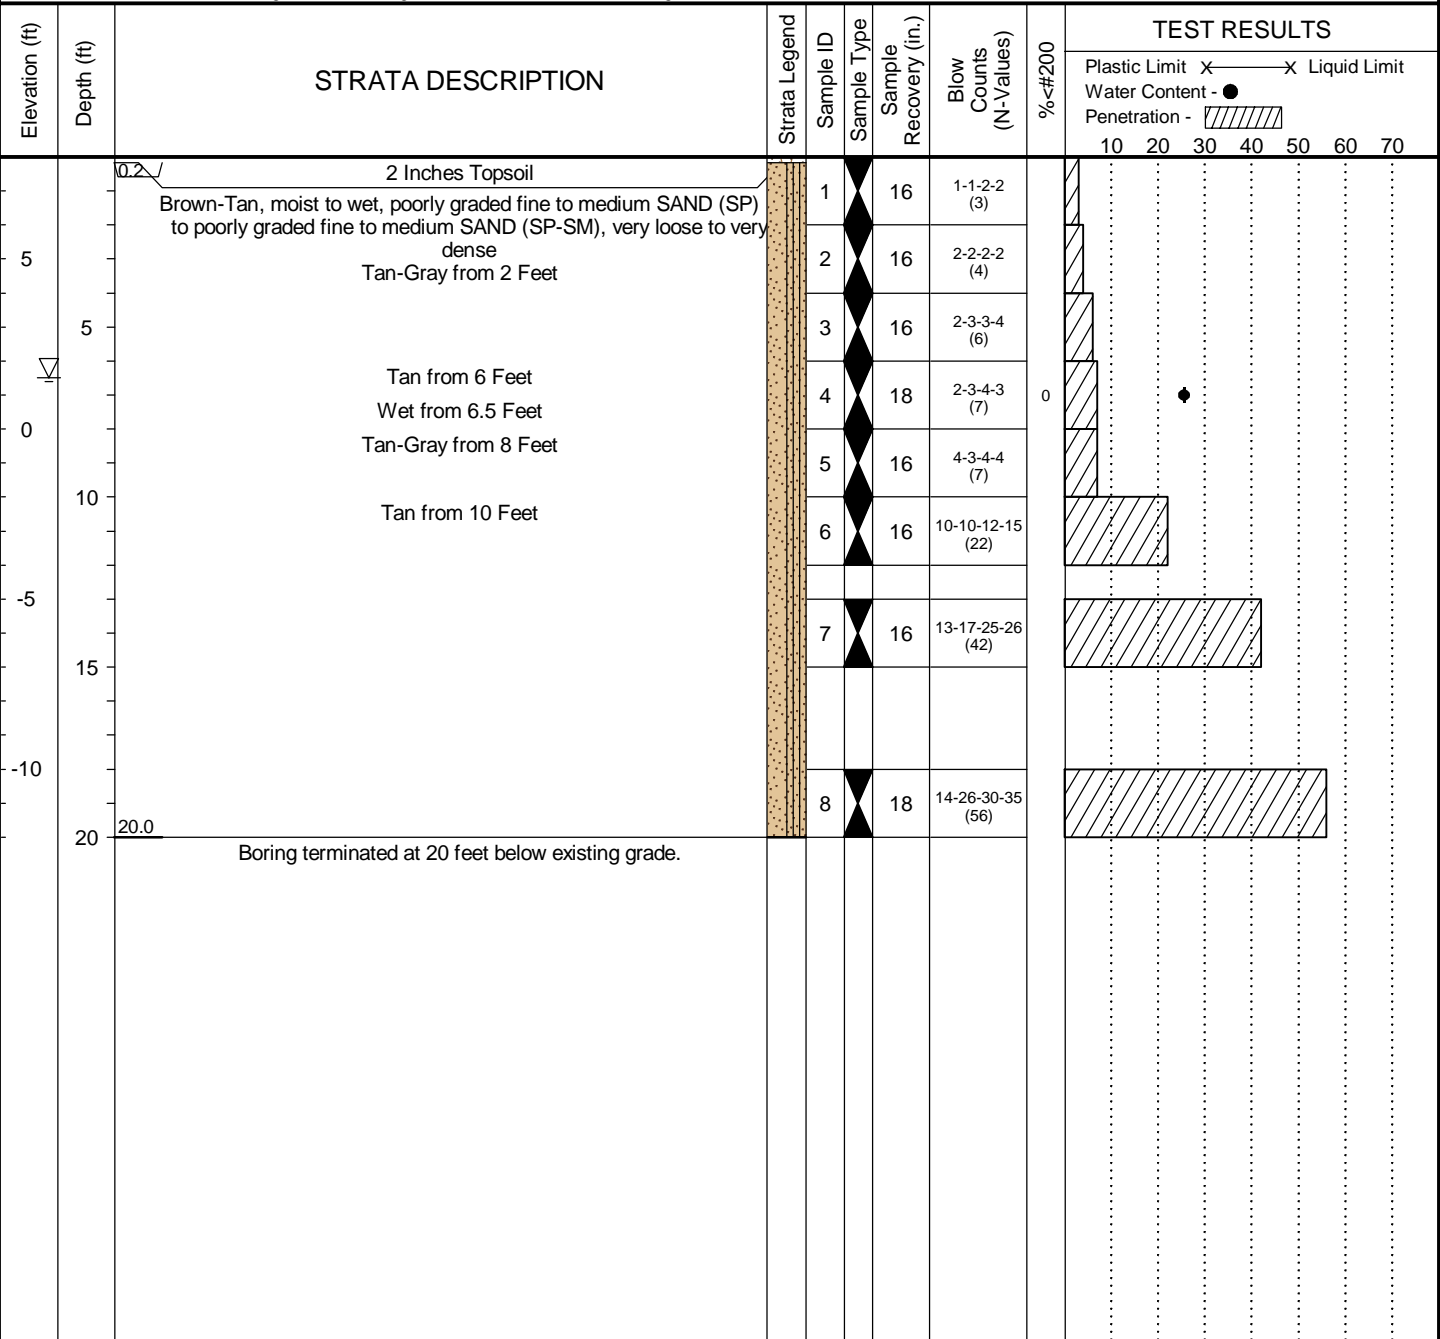 Elevation (ft)
Depth (ft)
STRATA DESCRIPTION
Strata Legend
Sample ID
Sample Type
Sample
Recovery (in.)
Blow
Counts
(N-Values)
%<#200
TEST RESULTS
Plastic Limit X X Liquid Limit
Water Content -
Penetration -
10 20 30 40 50 60 70
0.2
2 Inches Topsoil
1 16 1-1-2-2
(3)
Brown-Tan, moist to wet, poorly graded fine to medium SAND (SP)
to poorly graded fine to medium SAND (SP-SM), very loose to very
dense
5
2 16 2-2-2-2
(4)
Tan-Gray from 2 Feet
5
3 16 2-3-3-4
(6)
Tan from 6 Feet
4 18 2-3-4-3
(7)
0
Wet from 6.5 Feet
0
Tan-Gray from 8 Feet
5 16 4-3-4-4
(7)
10
Tan from 10 Feet
6 16 10-10-12-15
(22)
-5
7 16 13-17-25-26
(42)
15
-10
8 18 14-26-30-35
(56)
20.0
20
Boring terminated at 20 feet below existing grade.